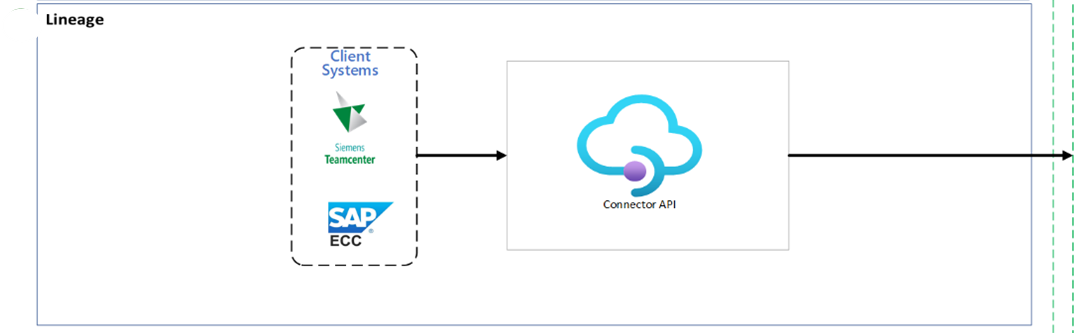 Lineage
Client
Systems
Siemens
Teamcenter
SAP
®
ECC
Connector API